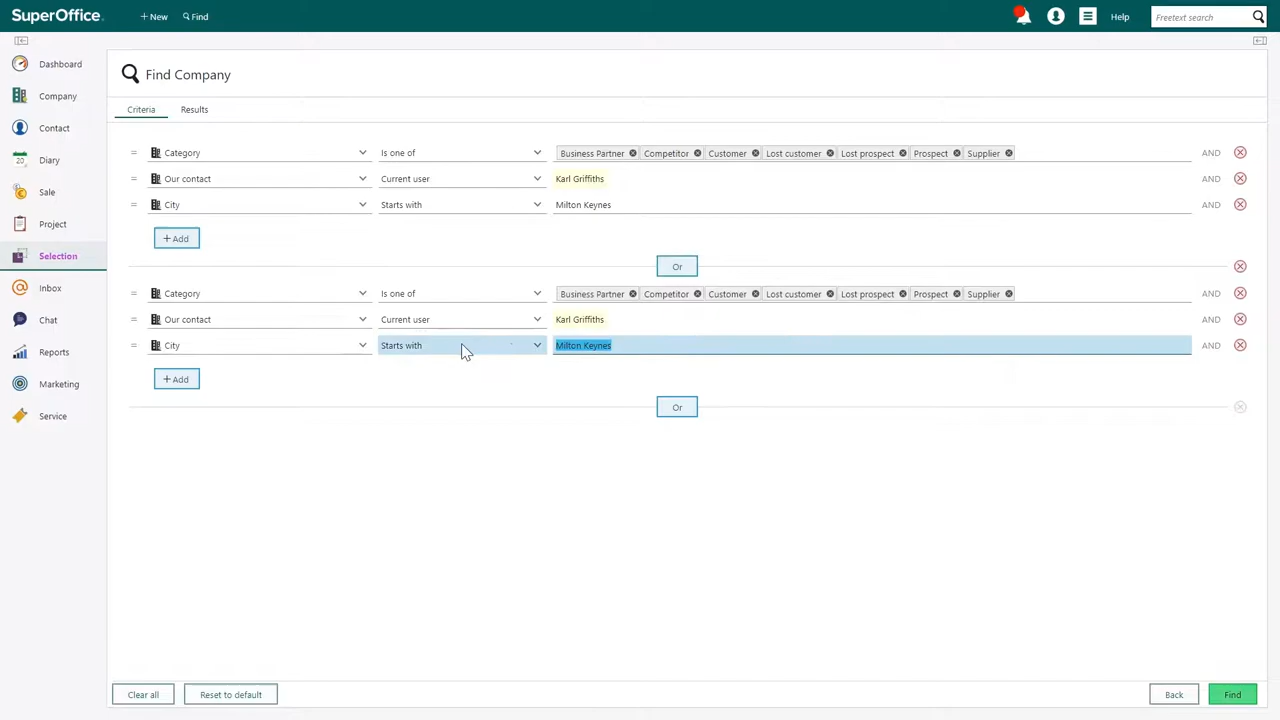 SuperOffice
+ New
Find
Help
Freetext search
Dashboard
Company
Contact
20
Diary
Sale
Project
Selection
Inbox
Chat
Reports
Marketing
Service
Find Company
Criteria
Results
= Category Is one of Business Partner Competitor Customer Lost customer Lost prospect Prospect Supplier AND
= Our contact Current user Karl Griffiths AND
= City Starts with Milton Keynes AND
+ Add
Or
= Category Is one of Business Partner Competitor Customer Lost customer Lost prospect Prospect Supplier AND
= Our contact Current user Karl Griffiths AND
= City Starts with Milton Keynes AND
+ Add
Or
Clear all
Reset to default
Back
Find